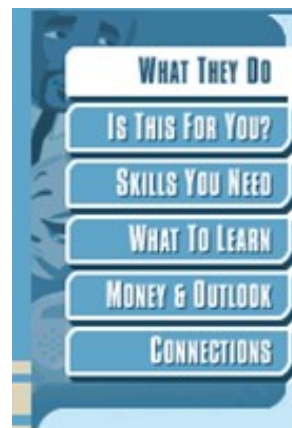 WHAT THEY DO
IS THIS FOR YOU?
SKILLS YOU NEED
WHAT TO LEARN
MONEY & OUTLOOK
CONNECTIONS